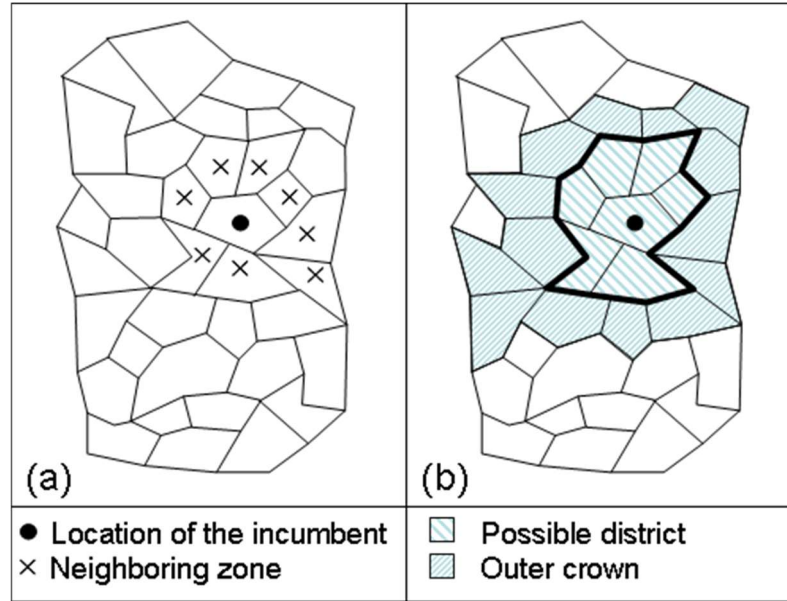 (a)
(b)
Location of the incumbent
Neighboring zone
Possible district
Outer crown